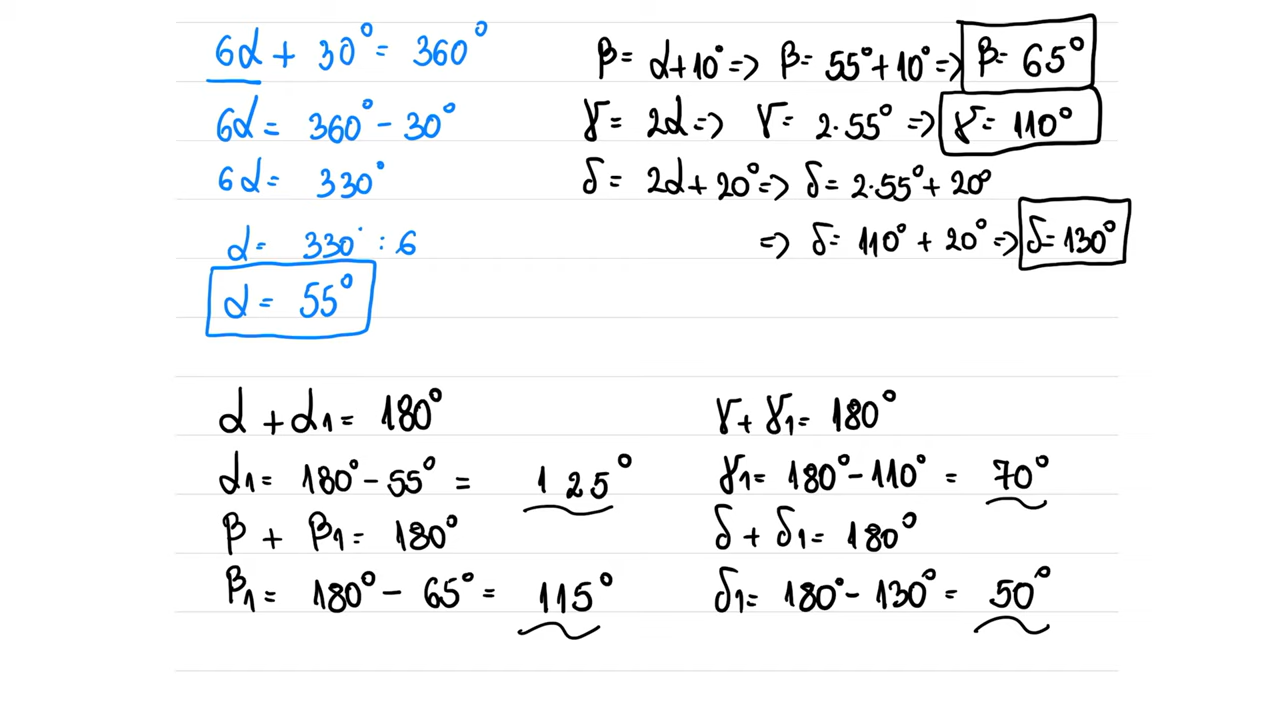 6α + 30° = 360°
6α = 360° - 30°
6α = 330°
α = 330° : 6
α = 55°
β = α+10° => β = 55°+10° => β = 65°
γ = 2α => γ = 2·55° => γ = 110°
δ = 2α+20° => δ = 2·55°+20°
=> δ = 110° + 20° => δ = 130°
α + α1 = 180°
α1 = 180° - 55° = 125°
β + β1 = 180°
β1 = 180° - 65° = 115°
γ + γ1 = 180°
γ1 = 180° - 110° = 70°
δ + δ1 = 180°
δ1 = 180° - 130° = 50°